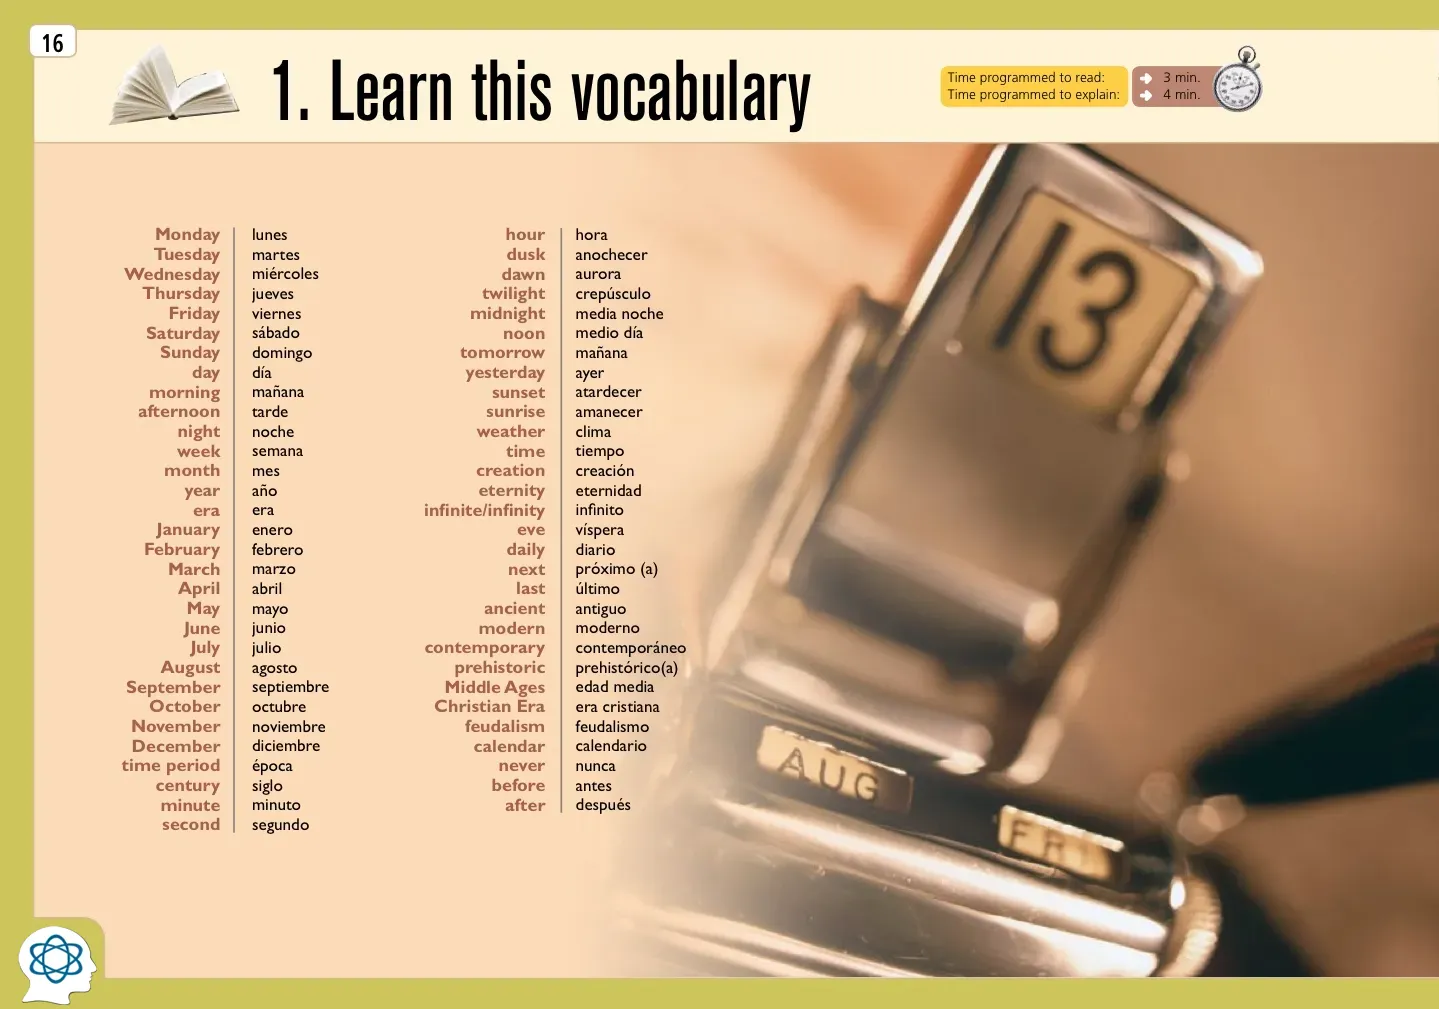 16
1. Learn this vocabulary
Time programmed to read: 3 min.
Time programmed to explain: 4 min.
Monday lunes
Tuesday martes
Wednesday miércoles
Thursday jueves
Friday viernes
Saturday sábado
Sunday domingo
day día
morning mañana
afternoon tarde
night noche
week semana
month mes
year año
era era
January enero
February febrero
March marzo
April abril
May mayo
June junio
July julio
August agosto
September septiembre
October octubre
November noviembre
December diciembre
time period época
century siglo
minute minuto
second segundo
hour hora
dusk anochecer
dawn aurora
twilight crepúsculo
midnight media noche
noon medio día
tomorrow mañana
yesterday ayer
sunset atardecer
sunrise amanecer
weather clima
time tiempo
creation creación
eternity eternidad
infinite/infinity infinito
eve víspera
daily diario
next próximo (a)
last último
ancient antiguo
modern moderno
contemporary contemporáneo
prehistoric prehistórico(a)
Middle Ages edad media
Christian Era era cristiana
feudalism feudalismo
calendar calendario
never nunca
before antes
after después
13
AUG
FRI